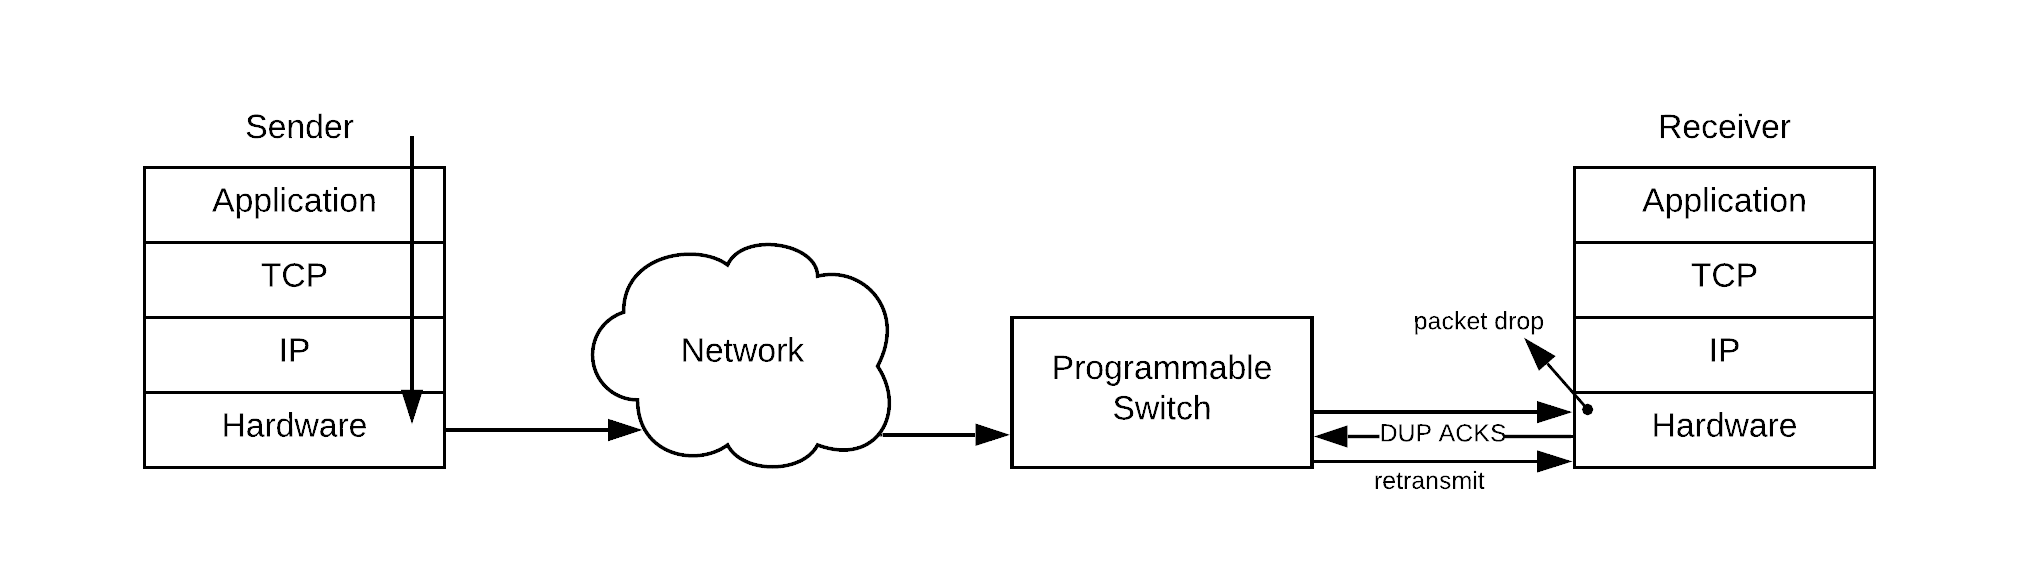 Sender
Receiver
Application
TCP
IP
Hardware
Network
Programmable
Switch
packet drop
DUP ACKS
retransmit
Application
TCP
IP
Hardware